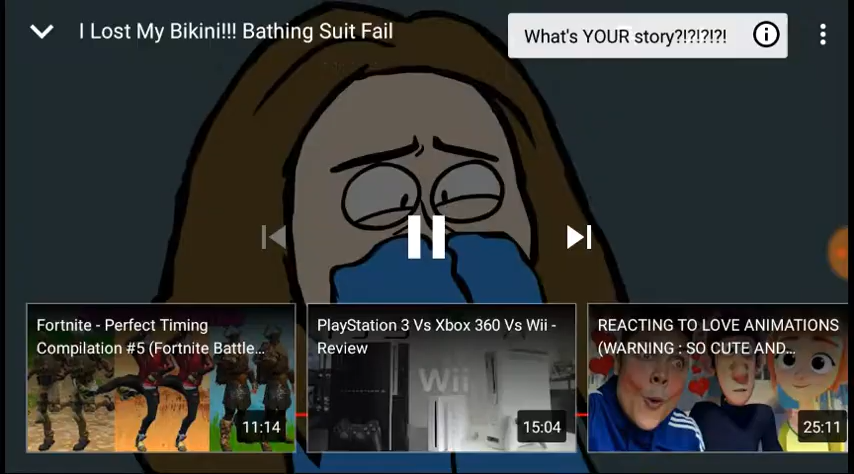 I Lost My Bikini!!! Bathing Suit Fail
What's YOUR story?!?!?!?!
Fortnite - Perfect Timing
Compilation #5 (Fortnite Battle...
11:14
PlayStation 3 Vs Xbox 360 Vs Wii -
Review
Wii
15:04
REACTING TO LOVE ANIMATIONS
(WARNING : SO CUTE AND...
25:11